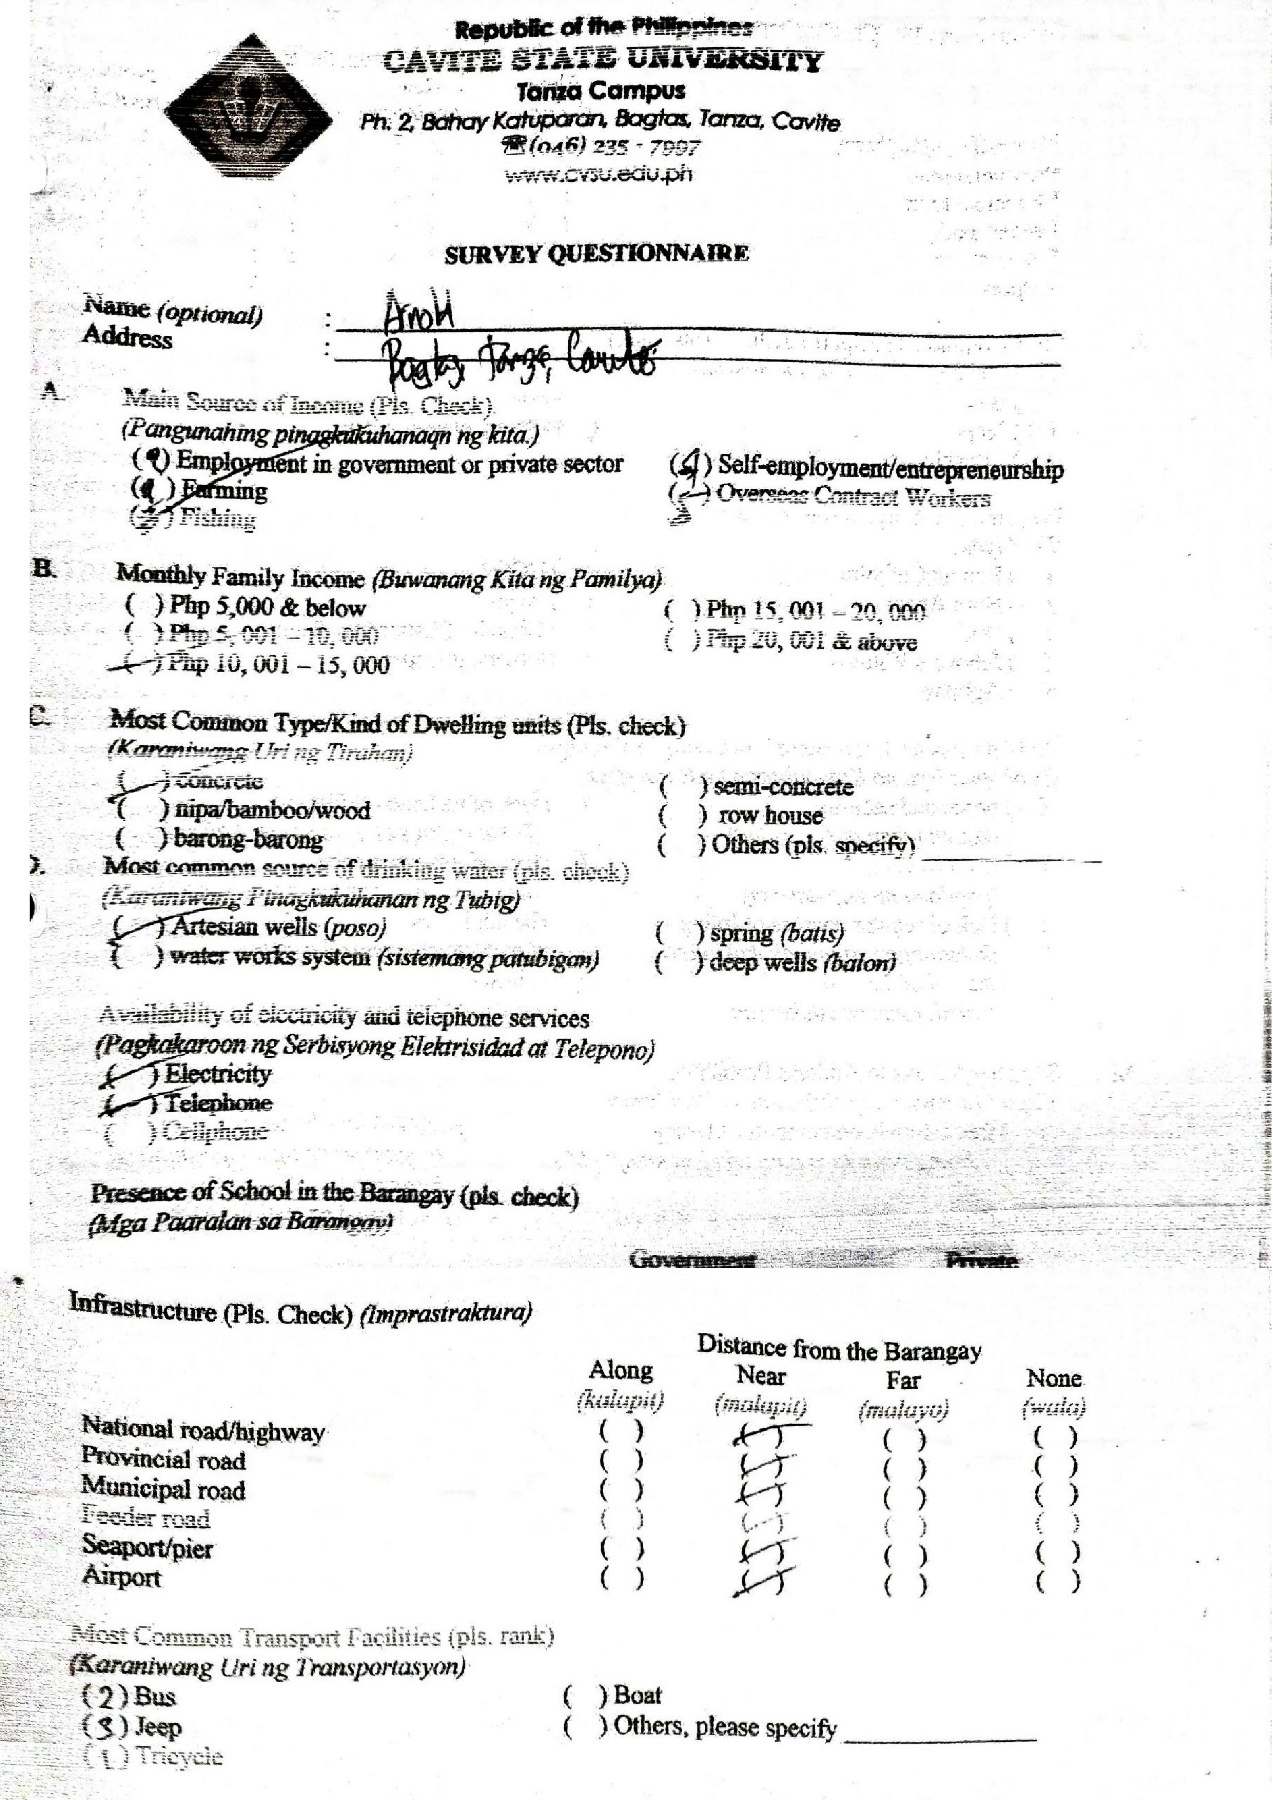 Republic of the Philippines
CAVITE STATE UNIVERSITY
Tanza Campus
Ph. 2, Bahay Katuparan, Bagtas, Tanza, Cavite
☎(046) 235 - 7997
www.cvsu.edu.ph
SURVEY QUESTIONNAIRE
Name (optional) :
Address : Bagtas, Tanza, Cavite
A. Main Source of Income (Pls. Check)
(Pangunahing pinagkukuhanaqn ng kita.)
( ) Employment in government or private sector (4) Self-employment/entrepreneurship
( ) Farming ( ) Overseas Contract Workers
( ) Fishing
B. Monthly Family Income (Buwanang Kita ng Pamilya)
( ) Php 5,000 & below ( ) Php 15, 001 – 20, 000
( ) Php 5, 001 – 10, 000 ( ) Php 20, 001 & above
(✓) Php 10, 001 – 15, 000
C. Most Common Type/Kind of Dwelling units (Pls. check)
(Karaniwang Uri ng Tirahan)
(✓) concrete ( ) semi-concrete
( ) nipa/bamboo/wood ( ) row house
( ) barong-barong ( ) Others (pls. specify)
D. Most common source of drinking water (pls. check)
(Karaniwang Pinagkukuhanan ng Tubig)
(✓) Artesian wells (poso) ( ) spring (batis)
( ) water works system (sistemang patubigan) ( ) deep wells (balon)
Availability of electricity and telephone services
(Pagkakaroon ng Serbisyong Elektrisidad at Telepono)
(✓) Electricity
(✓) Telephone
( ) Cellphone
Presence of School in the Barangay (pls. check)
(Mga Paaralan sa Barangay)
Government Private
Infrastructure (Pls. Check) (Imprastraktura)
Distance from the Barangay
Along Near Far None
(kalapit) (malapit) (malayo) (wala)
National road/highway ( ) (✓) ( ) ( )
Provincial road ( ) (✓) ( ) ( )
Municipal road ( ) (✓) ( ) ( )
Feeder road ( ) (✓) ( ) ( )
Seaport/pier ( ) (✓) ( ) ( )
Airport ( ) (✓) ( ) ( )
Most Common Transport Facilities (pls. rank)
(Karaniwang Uri ng Transportasyon)
(2) Bus ( ) Boat
(3) Jeep ( ) Others, please specify
(1) Tricycle